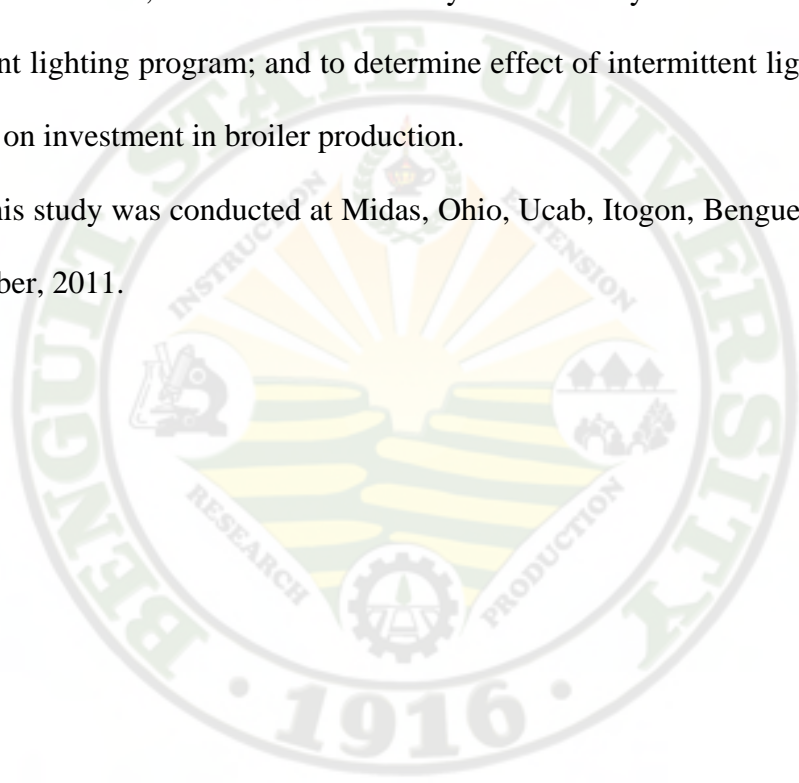 nt lighting program; and to determine effect of intermittent lig
on investment in broiler production.
his study was conducted at Midas, Ohio, Ucab, Itogon, Bengue
ber, 2011.
BENGUET STATE UNIVERSITY
INSTRUCTION
EXTENSION
RESEARCH
PRODUCTION
1916